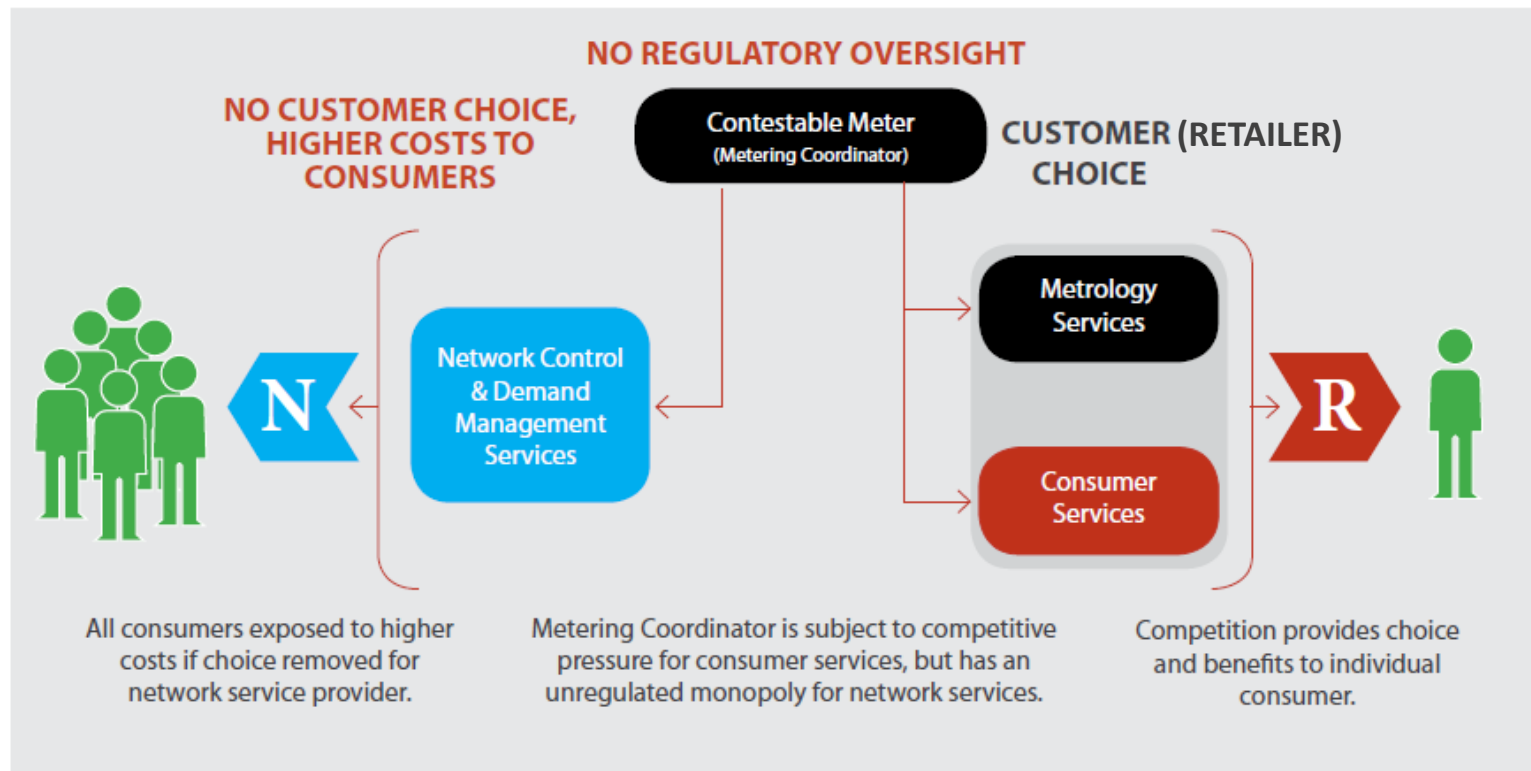 NO REGULATORY OVERSIGHT
NO CUSTOMER CHOICE,
HIGHER COSTS TO
CONSUMERS
Contestable Meter
(Metering Coordinator)
CUSTOMER (RETAILER)
CHOICE
N
Network Control
& Demand
Management
Services
Metrology
Services
Consumer
Services
R
All consumers exposed to higher
costs if choice removed for
network service provider.
Metering Coordinator is subject to competitive
pressure for consumer services, but has an
unregulated monopoly for network services.
Competition provides choice
and benefits to individual
consumer.